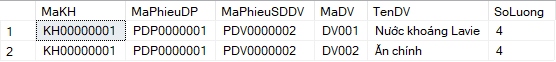 MaKH MaPhieuDP MaPhieuSDDV MaDV TenDV SoLuong
1 KH00000001 PDP0000001 PDV0000002 DV001 Nước khoáng Lavie 4
2 KH00000001 PDP0000001 PDV0000002 DV002 Ăn chính 4